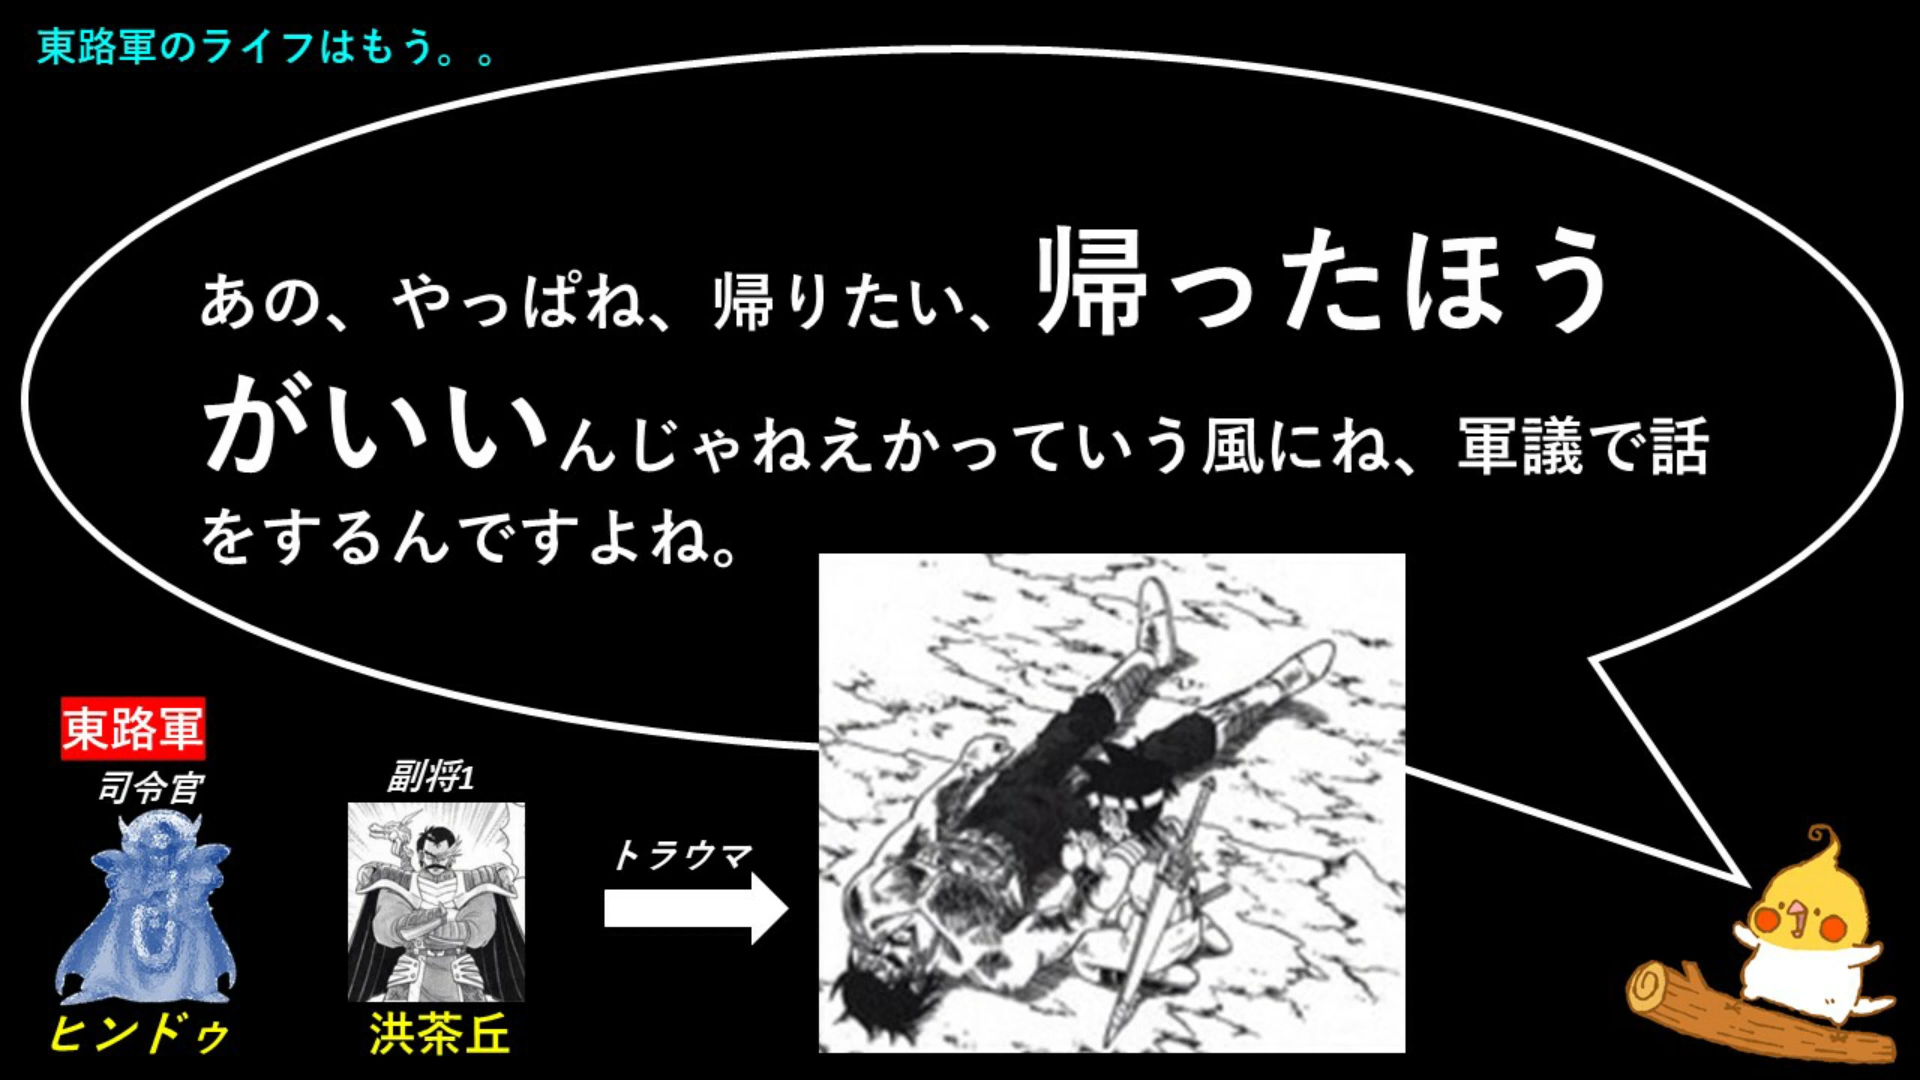 東路軍のライフはもう。。
あの、やっぱね、帰りたい、帰ったほう
がいいんじゃねえかっていう風にね、軍議で話
をするんですよね。
東路軍
司令官
ヒンドゥ
副将1
洪茶丘
トラウマ